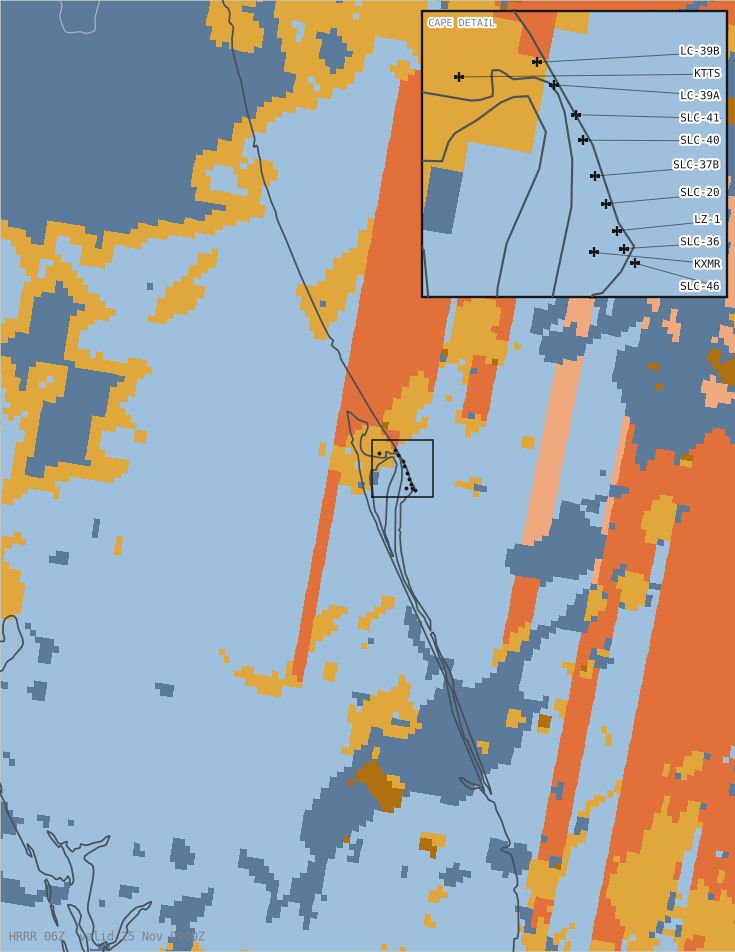 CAPE DETAIL
LC-39B
KTTS
LC-39A
SLC-41
SLC-40
SLC-37B
SLC-20
LZ-1
SLC-36
KXMR
SLC-46
HRRR 06Z valid 25 Nov